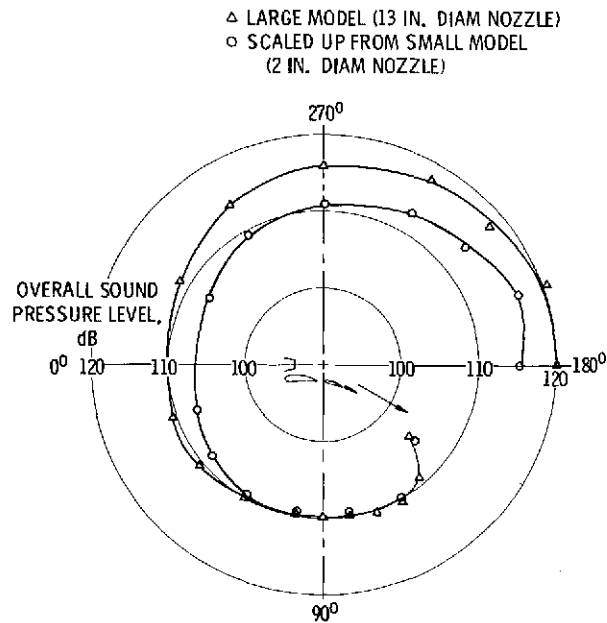 △ LARGE MODEL (13 IN. DIAM NOZZLE)
○ SCALED UP FROM SMALL MODEL
(2 IN. DIAM NOZZLE)
270⁰
OVERALL SOUND
PRESSURE LEVEL,
dB
0⁰ 120 110 100 100 110 120 180⁰
90⁰